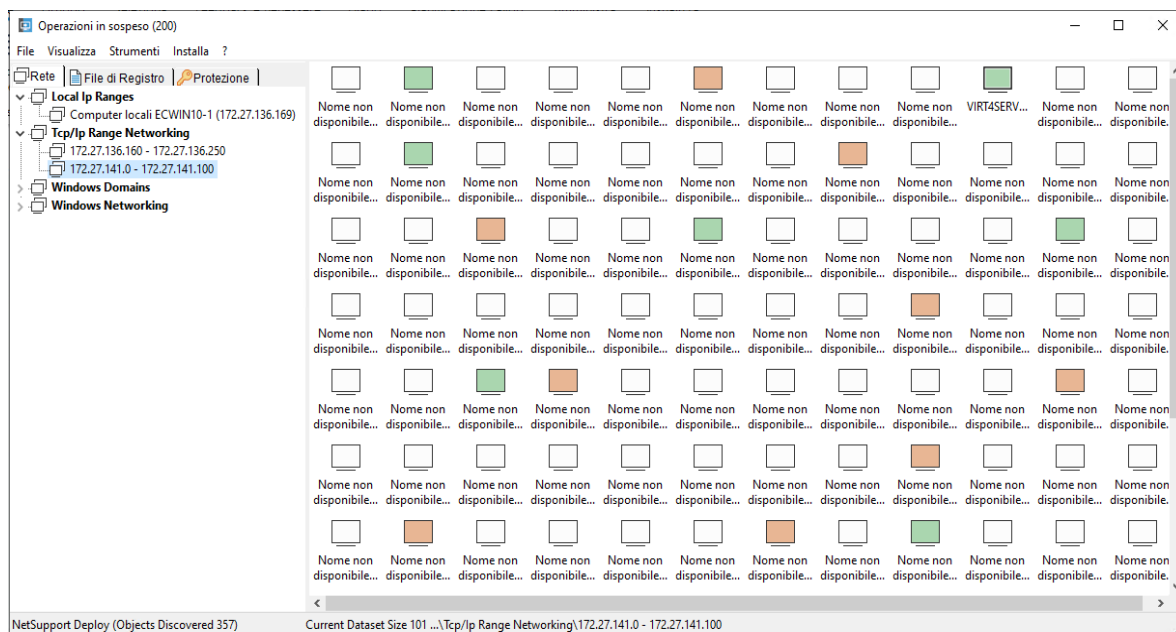 Operazioni in sospeso (200)
File Visualizza Strumenti Installa ?
Rete File di Registro Protezione
Local Ip Ranges
Computer locali ECWIN10-1 (172.27.136.169)
Tcp/Ip Range Networking
172.27.136.160 - 172.27.136.250
172.27.141.0 - 172.27.141.100
Windows Domains
Windows Networking
Nome non Nome non Nome non Nome non Nome non Nome non Nome non Nome non Nome non VIRT4SERV... Nome non Nome non
disponibile... disponibile... disponibile... disponibile... disponibile... disponibile... disponibile... disponibile... disponibile... disponibile... disponibile.
Nome non Nome non Nome non Nome non Nome non Nome non Nome non Nome non Nome non Nome non Nome non Nome non
disponibile... disponibile... disponibile... disponibile... disponibile... disponibile... disponibile... disponibile... disponibile... disponibile... disponibile... disponibile.
Nome non Nome non Nome non Nome non Nome non Nome non Nome non Nome non Nome non Nome non Nome non Nome non
disponibile... disponibile... disponibile... disponibile... disponibile... disponibile... disponibile... disponibile... disponibile... disponibile... disponibile... disponibile.
Nome non Nome non Nome non Nome non Nome non Nome non Nome non Nome non Nome non Nome non Nome non Nome non
disponibile... disponibile... disponibile... disponibile... disponibile... disponibile... disponibile... disponibile... disponibile... disponibile... disponibile... disponibile.
Nome non Nome non Nome non Nome non Nome non Nome non Nome non Nome non Nome non Nome non Nome non Nome non
disponibile... disponibile... disponibile... disponibile... disponibile... disponibile... disponibile... disponibile... disponibile... disponibile... disponibile... disponibile.
Nome non Nome non Nome non Nome non Nome non Nome non Nome non Nome non Nome non Nome non Nome non Nome non
disponibile... disponibile... disponibile... disponibile... disponibile... disponibile... disponibile... disponibile... disponibile... disponibile... disponibile... disponibile.
Nome non Nome non Nome non Nome non Nome non Nome non Nome non Nome non Nome non Nome non Nome non Nome non
disponibile... disponibile... disponibile... disponibile... disponibile... disponibile... disponibile... disponibile... disponibile... disponibile... disponibile... disponibile.
NetSupport Deploy (Objects Discovered 357) Current Dataset Size 101 ...\Tcp/Ip Range Networking\172.27.141.0 - 172.27.141.100